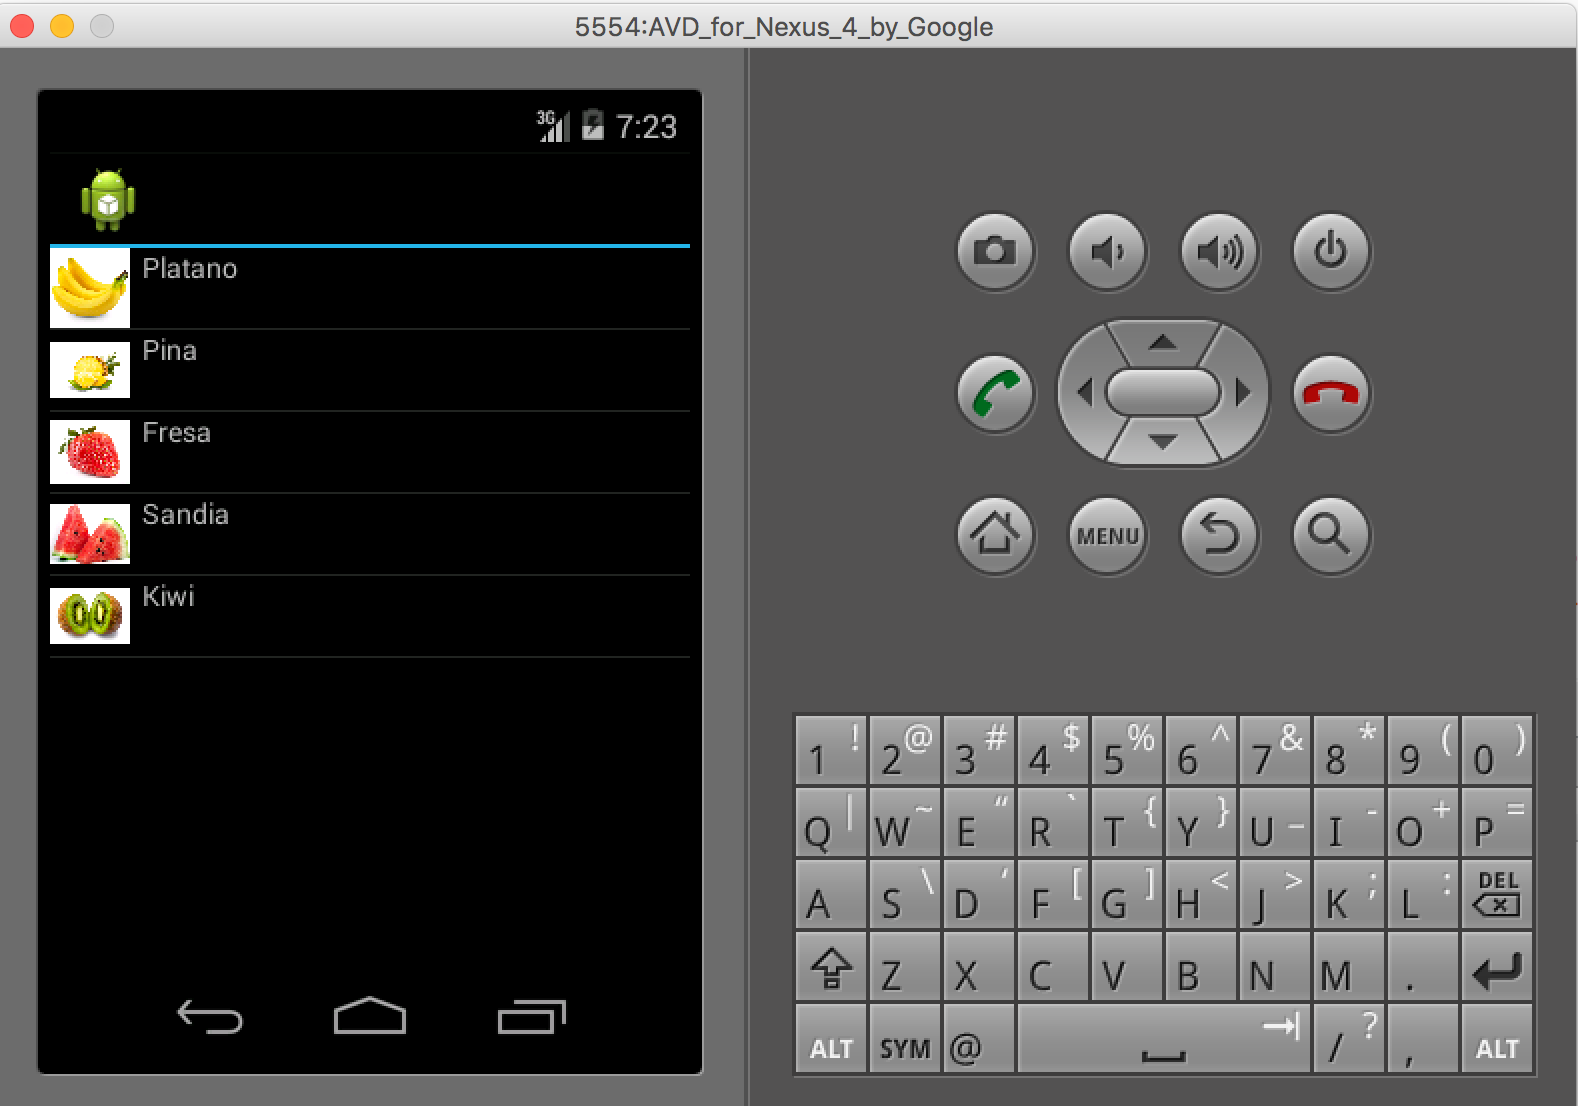 5554:AVD_for_Nexus_4_by_Google
3G 7:23
Platano
Pina
Fresa
Sandia
Kiwi
MENU
1 ! 2 @ 3 # 4 $ 5 % 6 ^ 7 & 8 * 9 ( 0 )
Q | W ~ E “ R ` T { Y } U _ I - O + P =
A S \ D ‘ F [ G ] H < J > K ; L : DEL
Z X C V B N M .
ALT SYM @ / ? , ALT